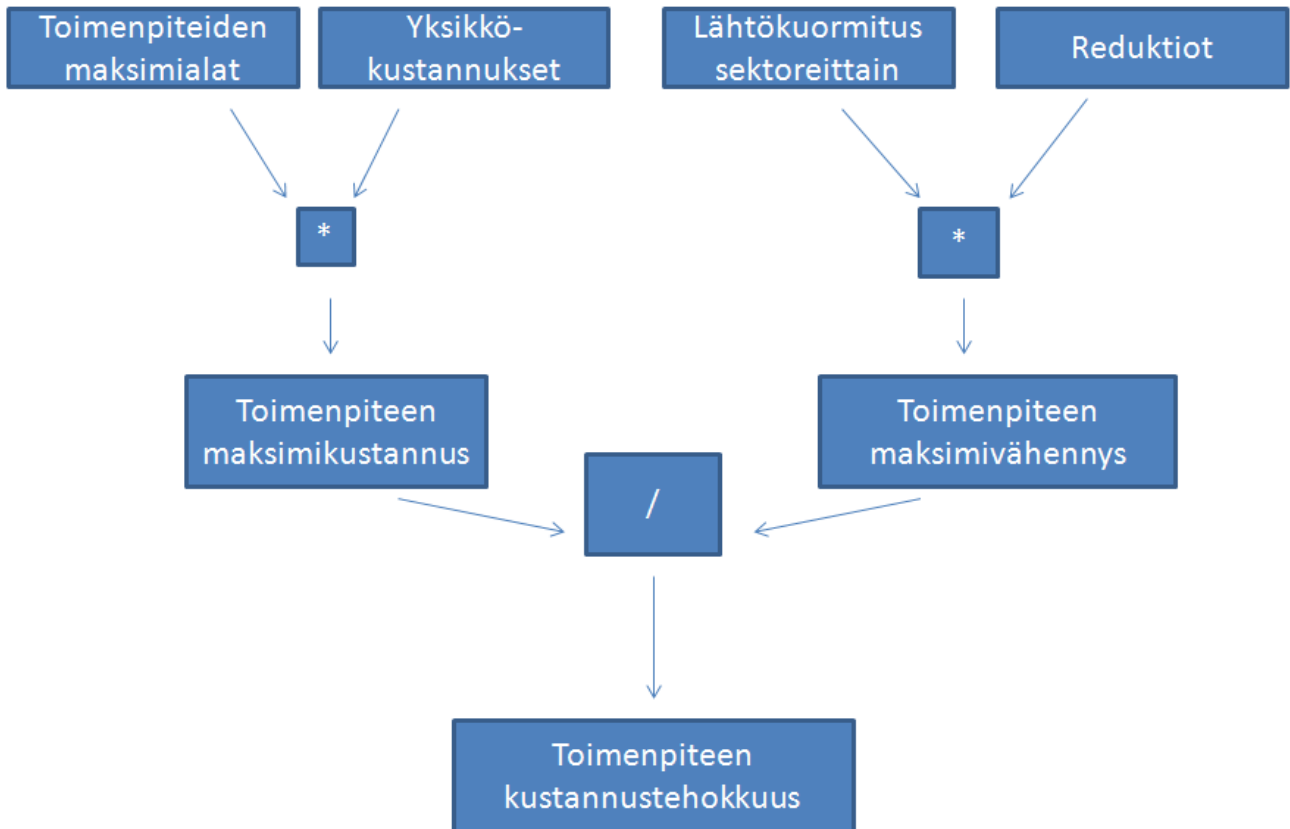 Toimenpiteiden
maksimialat
Yksikkö-
kustannukset
Lähtökuormitus
sektoreittain
Reduktiot
*
*
Toimenpiteen
maksimikustannus
Toimenpiteen
maksimivähennys
/
Toimenpiteen
kustannustehokkuus